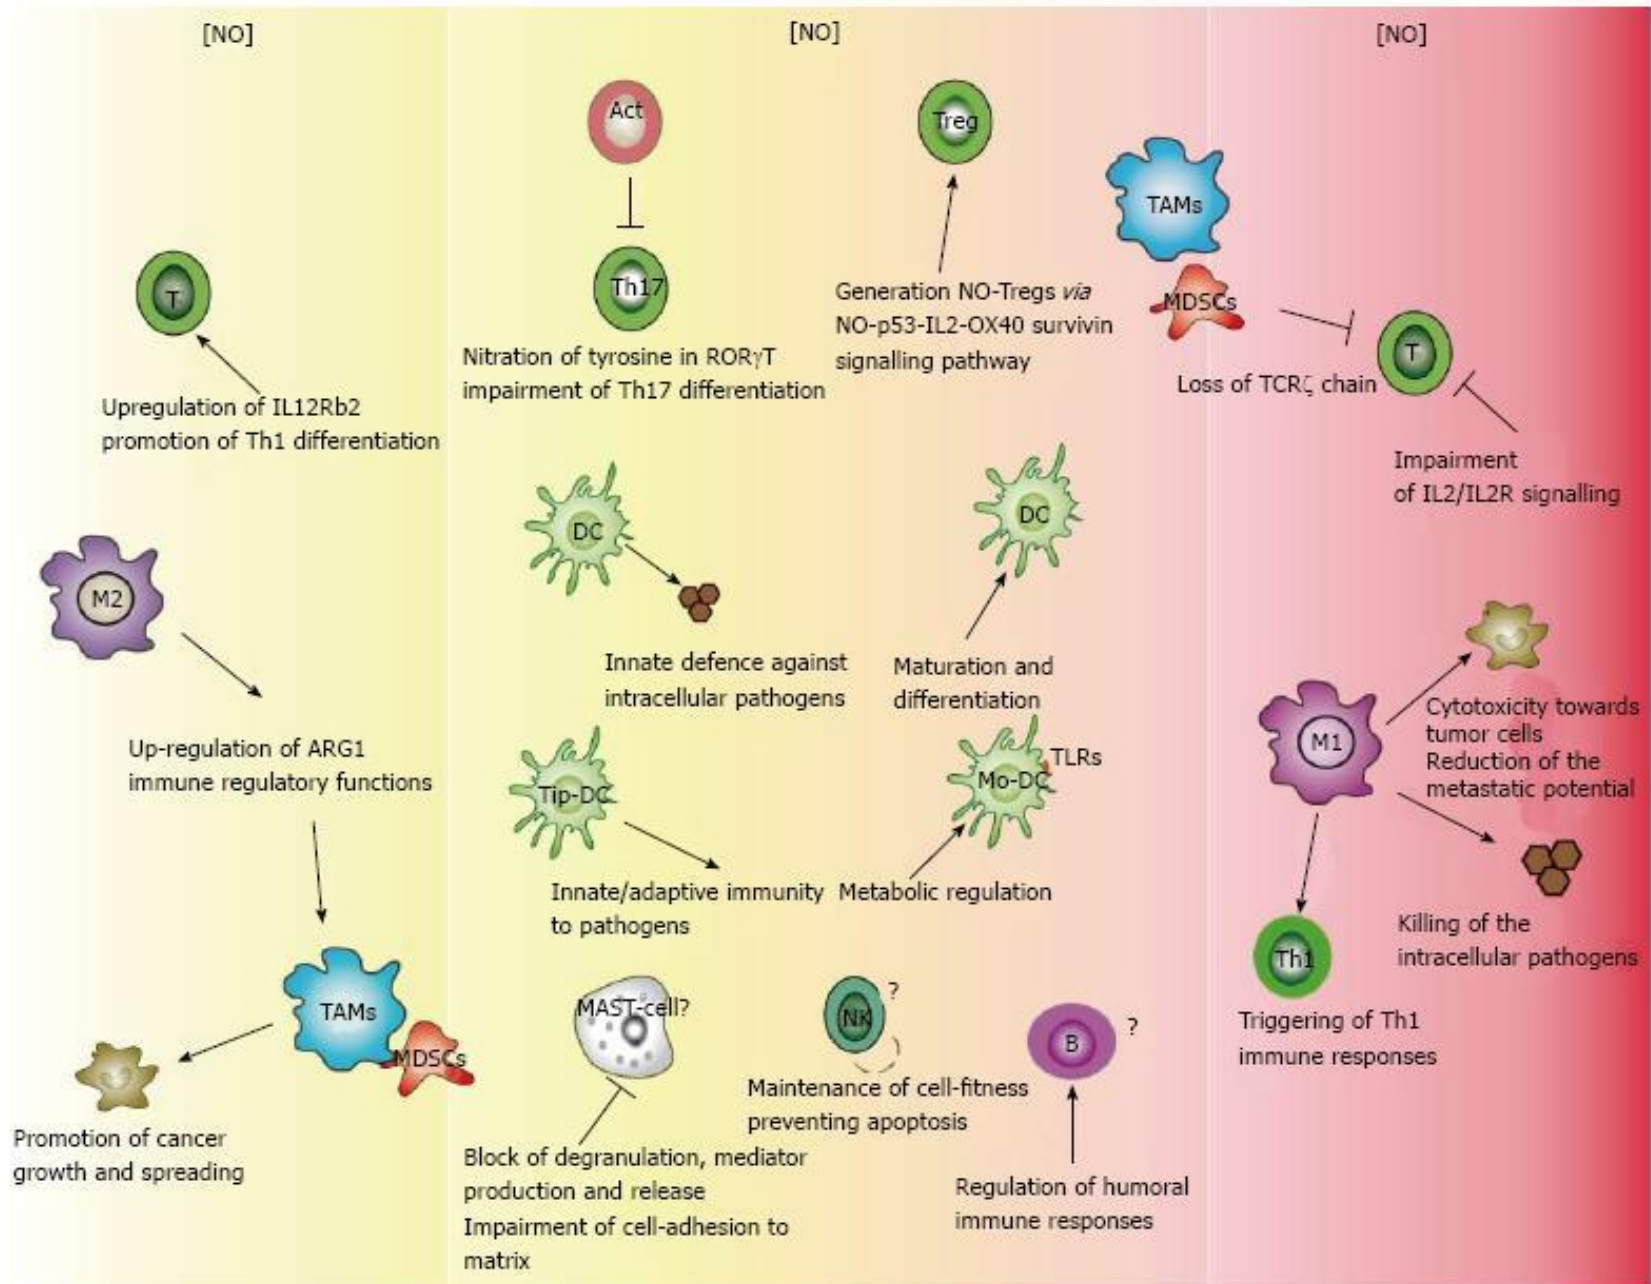 [NO]
[NO]
[NO]
Act
Treg
TAMs
MDSCs
Th17
T
T
Generation NO-Tregs via
NO-p53-IL2-OX40 survivin
signalling pathway
Nitration of tyrosine in RORγT
impairment of Th17 differentiation
Loss of TCRζ chain
Upregulation of IL12Rb2
promotion of Th1 differentiation
Impairment
of IL2/IL2R signalling
DC
DC
M2
Innate defence against
intracellular pathogens
Maturation and
differentiation
Cytotoxicity towards
tumor cells
Reduction of the
metastatic potential
M1
Up-regulation of ARG1
immune regulatory functions
Tip-DC
Mo-DC
TLRs
Innate/adaptive immunity
to pathogens
Metabolic regulation
Killing of the
intracellular pathogens
Th1
Triggering of Th1
immune responses
TAMs
MDSCs
MAST-cell?
NK
?
B
?
Maintenance of cell-fitness
preventing apoptosis
Promotion of cancer
growth and spreading
Block of degranulation, mediator
production and release
Impairment of cell-adhesion to
matrix
Regulation of humoral
immune responses